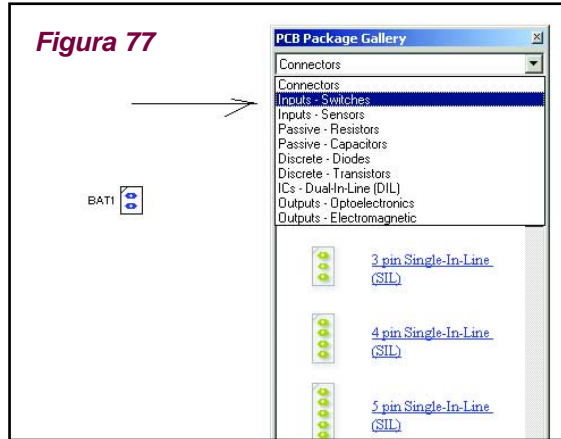 Figura 77
PCB Package Gallery
Connectors
Connectors
Inputs - Switches
Inputs - Sensors
Passive - Resistors
Passive - Capacitors
Discrete - Diodes
Discrete - Transistors
ICs - Dual-In-Line (DIL)
Outputs - Optoelectronics
Outputs - Electromagnetic
BAT1
3 pin Single-In-Line
(SIL)
4 pin Single-In-Line
(SIL)
5 pin Single-In-Line
(SIL)